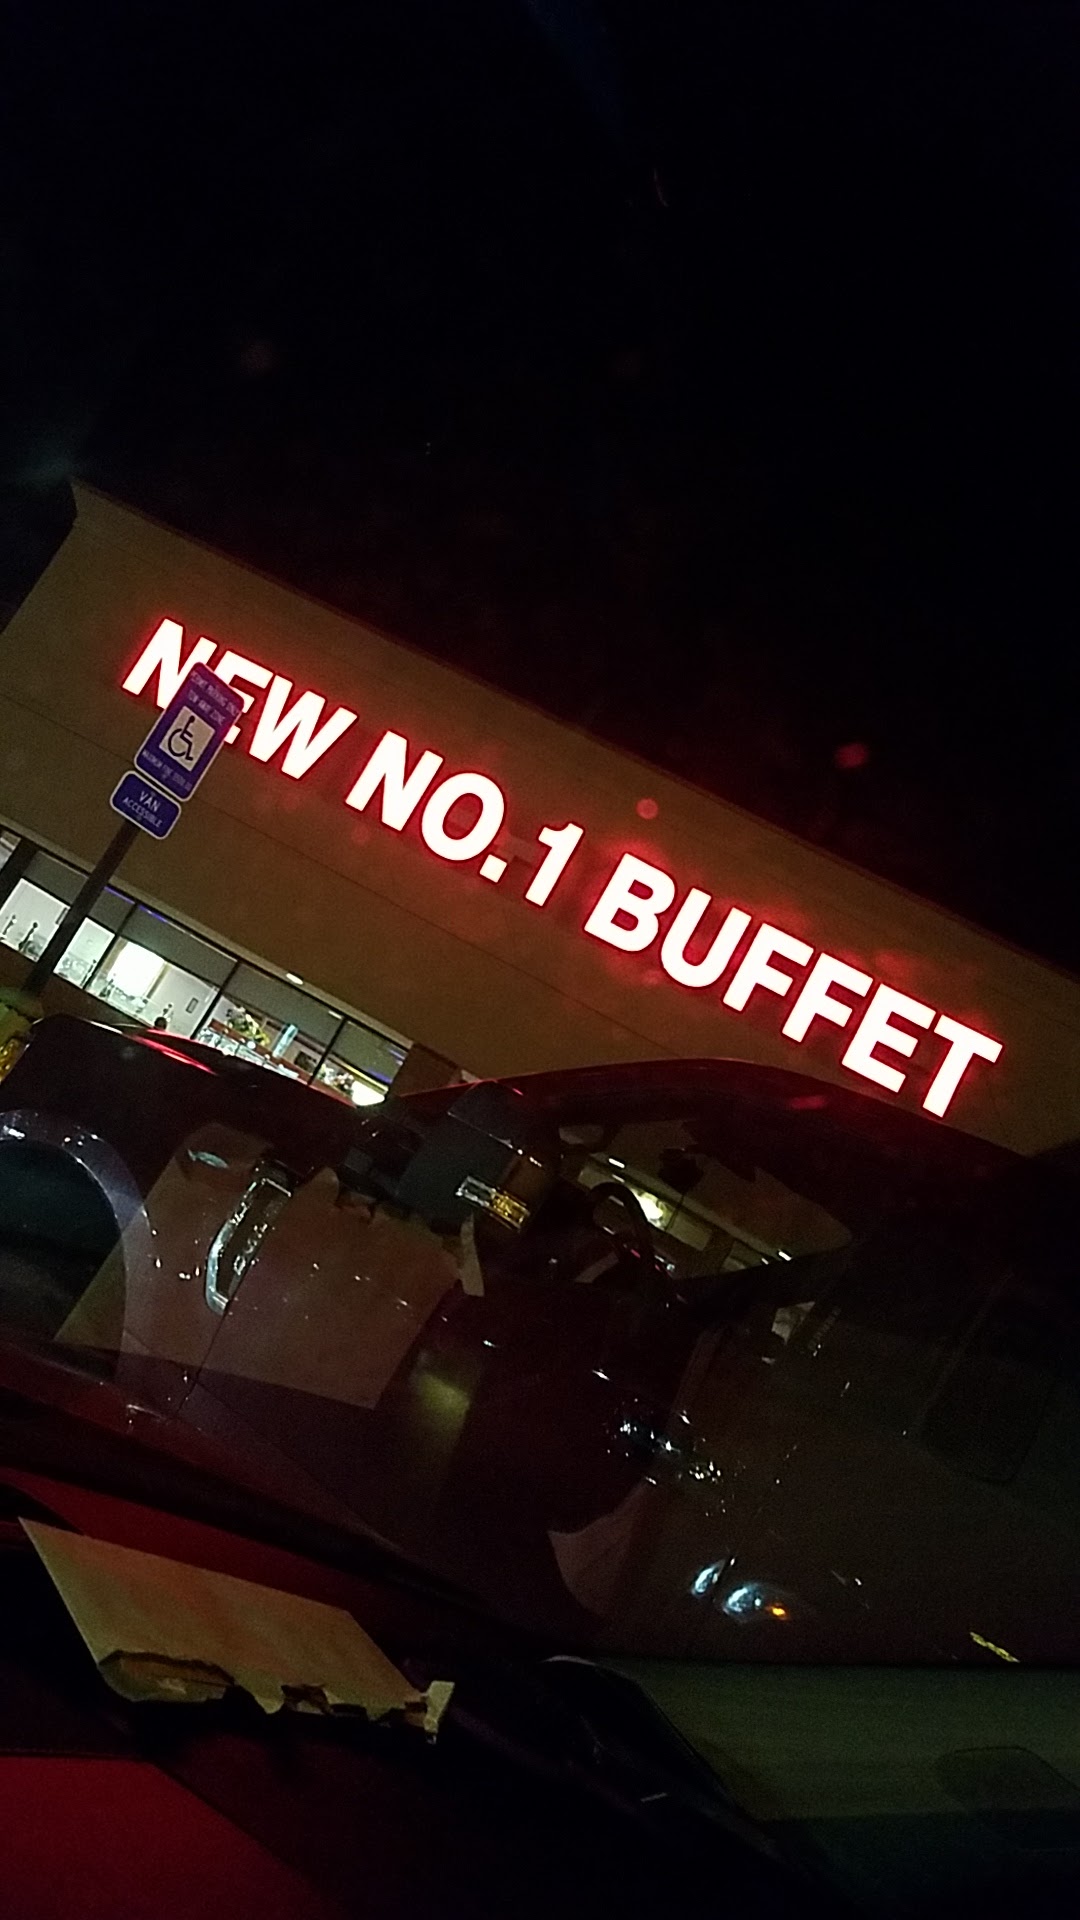 NEW NO.1 BUFFET
VAN
ACCESSIBLE